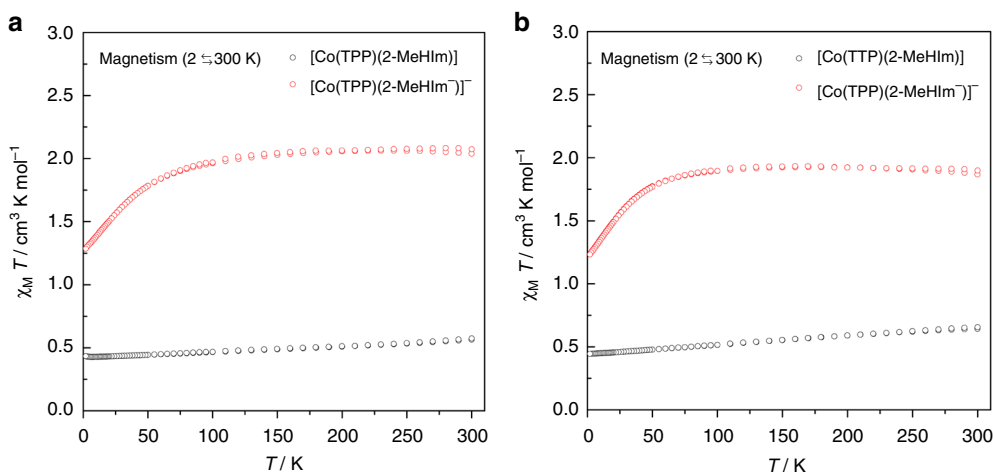 a
3.0
2.5
2.0
1.5
1.0
0.5
0.0
χM T / cm³ K mol⁻¹
Magnetism (2 ⇆ 300 K)
[Co(TPP)(2-MeHIm)]
[Co(TPP)(2-MeHIm⁻)]⁻
0 50 100 150 200 250 300
T / K
b
3.0
2.5
2.0
1.5
1.0
0.5
0.0
χM T / cm³ K mol⁻¹
Magnetism (2 ⇆ 300 K)
[Co(TTP)(2-MeHIm)]
[Co(TPP)(2-MeHIm⁻)]⁻
0 50 100 150 200 250 300
T / K